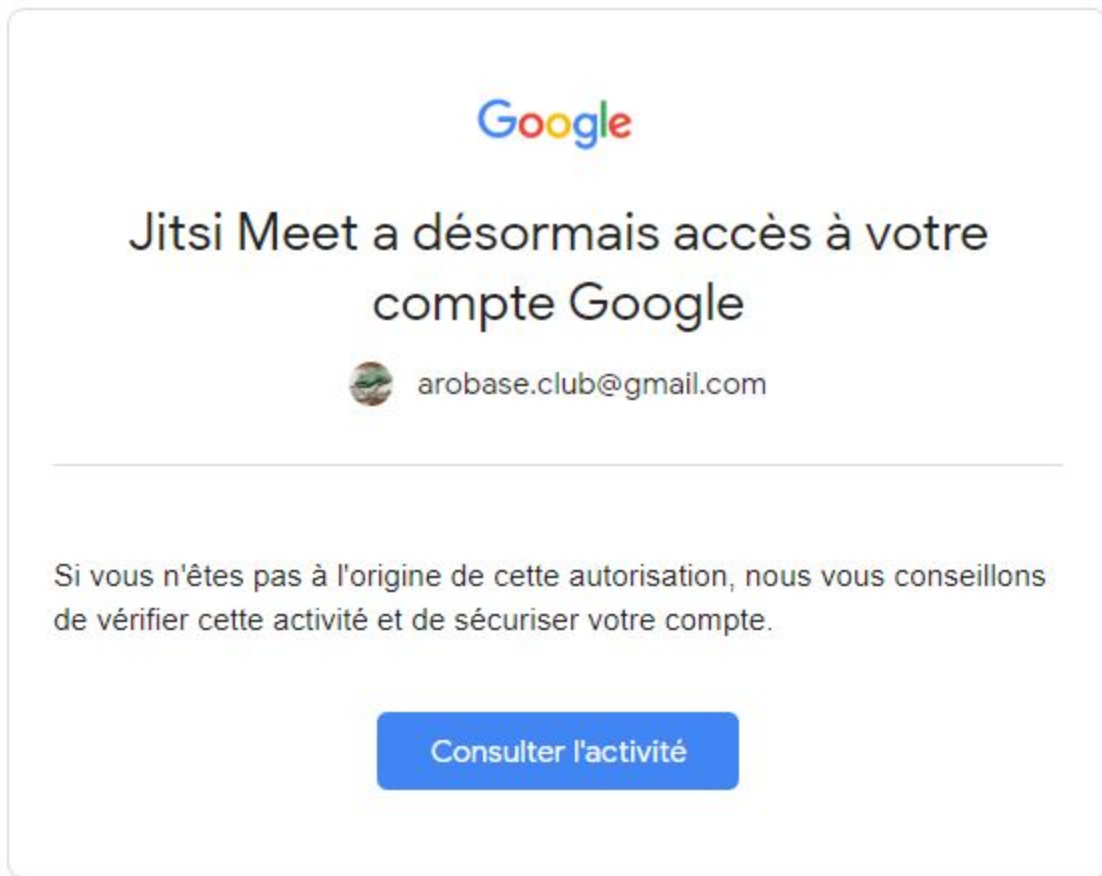 Google
Jitsi Meet a désormais accès à votre
compte Google
arobase.club@gmail.com
Si vous n'êtes pas à l'origine de cette autorisation, nous vous conseillons
de vérifier cette activité et de sécuriser votre compte.
Consulter l'activité